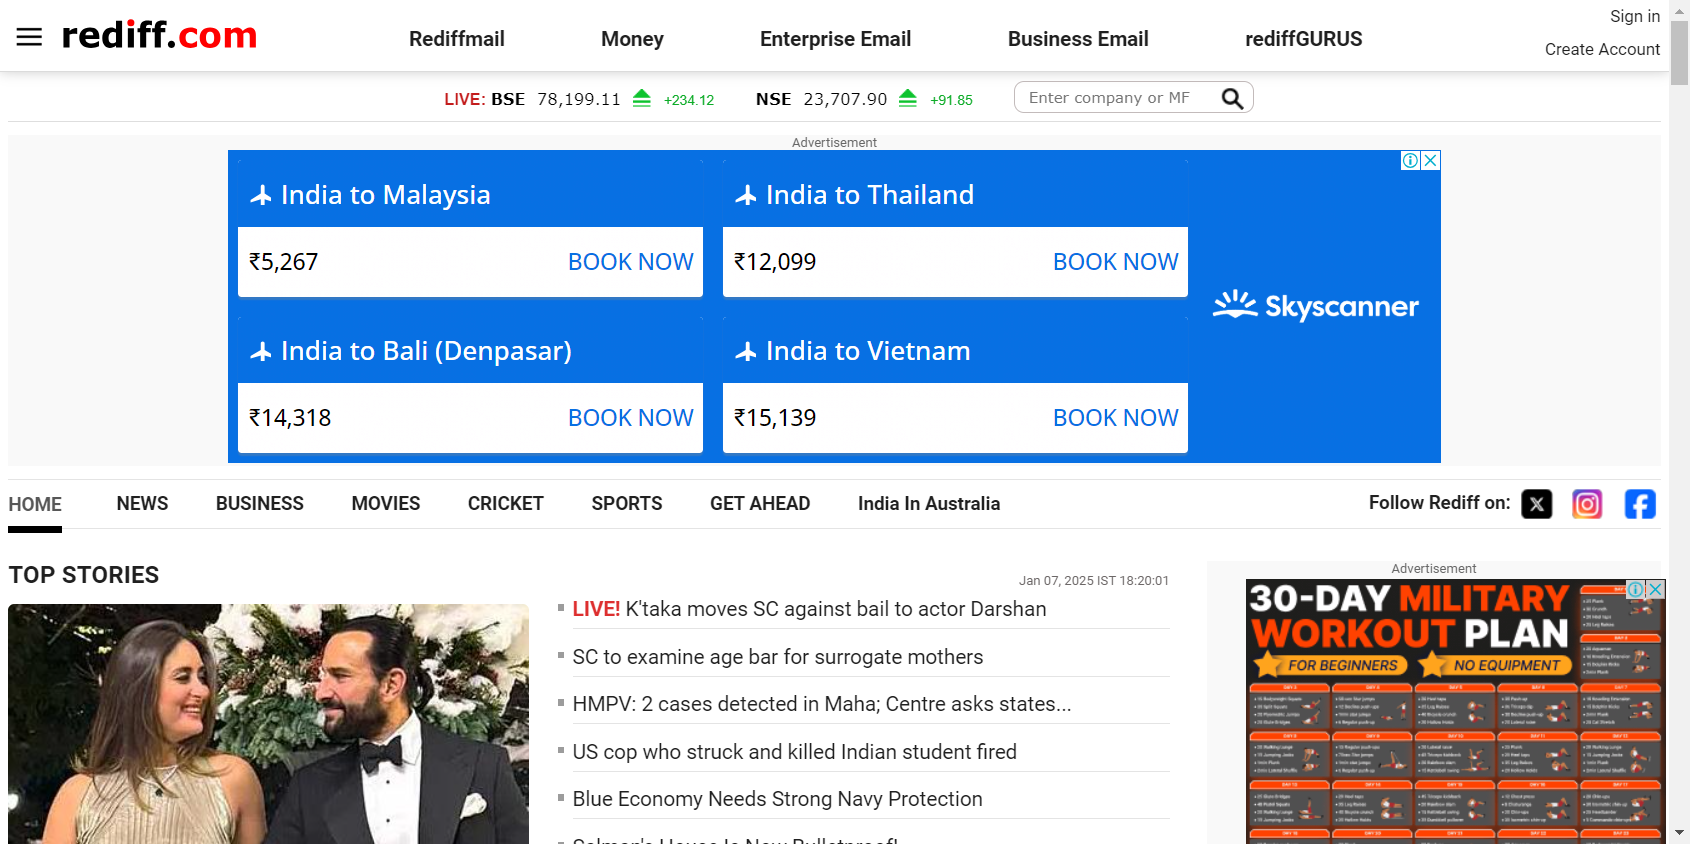 rediff.com
Rediffmail
Money
Enterprise Email
Business Email
rediffGURUS
Sign in
Create Account
LIVE: BSE 78,199.11 +234.12 NSE 23,707.90 +91.85
Enter company or MF
Advertisement
India to Malaysia
₹5,267 BOOK NOW
India to Thailand
₹12,099 BOOK NOW
India to Bali (Denpasar)
₹14,318 BOOK NOW
India to Vietnam
₹15,139 BOOK NOW
Skyscanner
HOME NEWS BUSINESS MOVIES CRICKET SPORTS GET AHEAD India In Australia
Follow Rediff on:
TOP STORIES
Jan 07, 2025 IST 18:20:01
LIVE! K'taka moves SC against bail to actor Darshan
SC to examine age bar for surrogate mothers
HMPV: 2 cases detected in Maha; Centre asks states...
US cop who struck and killed Indian student fired
Blue Economy Needs Strong Navy Protection
Salman's House Is Now Bulletproof!
Advertisement
30-DAY MILITARY
WORKOUT PLAN
FOR BEGINNERS
NO EQUIPMENT